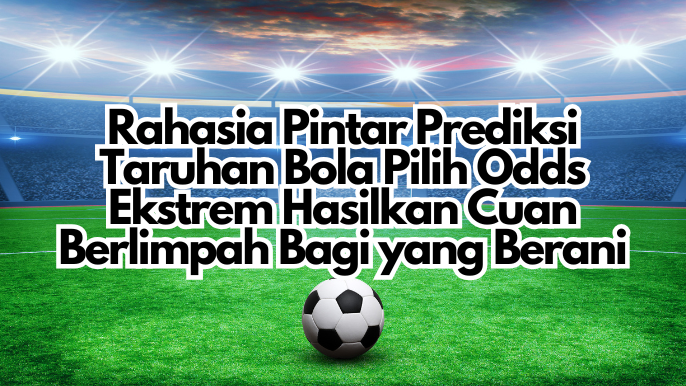 Rahasia Pintar Prediksi
Taruhan Bola Pilih Odds
Ekstrem Hasilkan Cuan
Berlimpah Bagi yang Berani